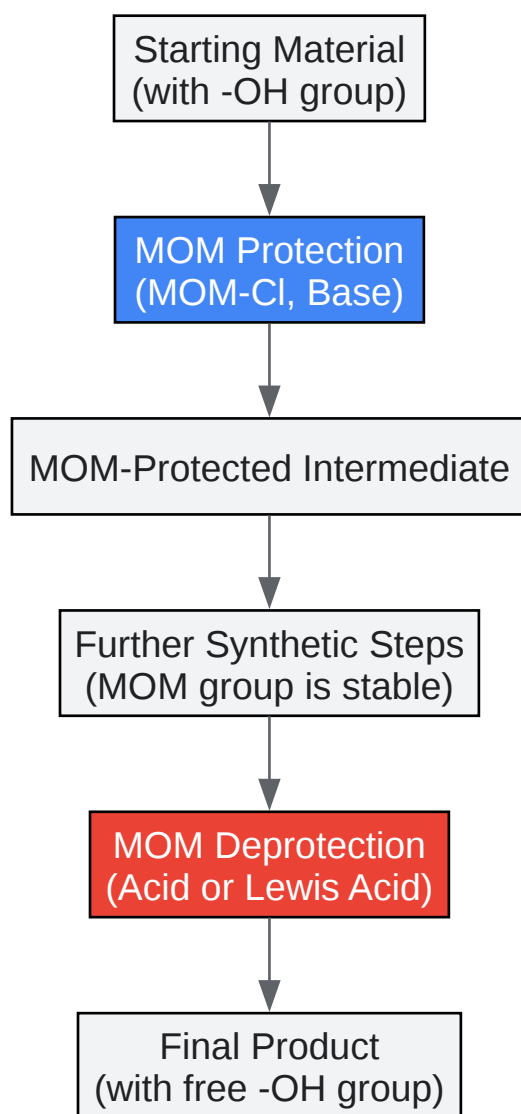 Starting Material
(with -OH group)
MOM Protection
(MOM-Cl, Base)
MOM-Protected Intermediate
Further Synthetic Steps
(MOM group is stable)
MOM Deprotection
(Acid or Lewis Acid)
Final Product
(with free -OH group)